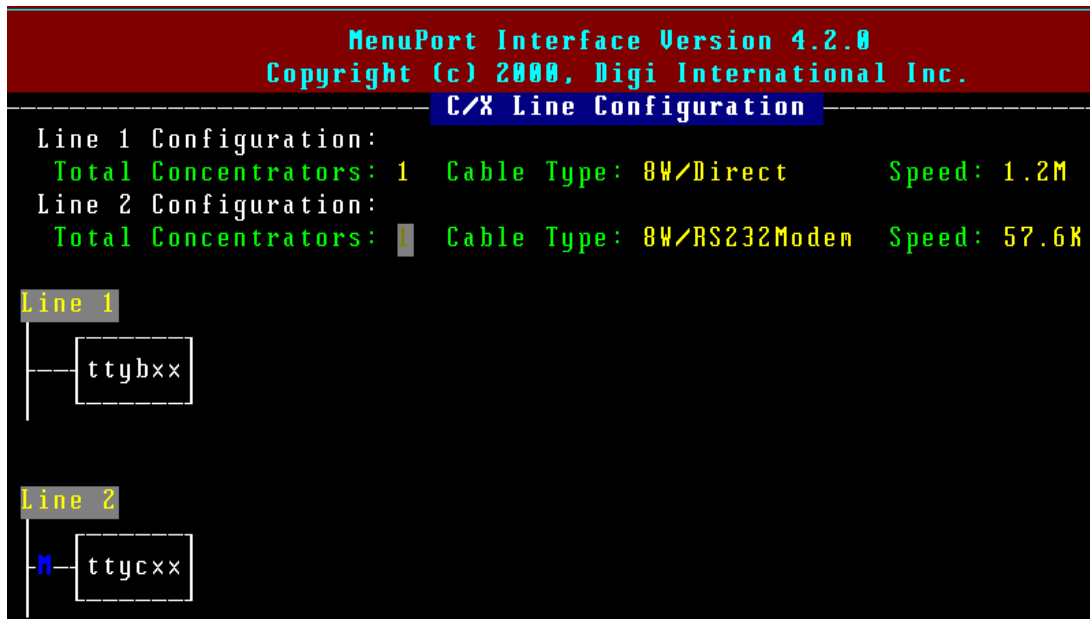 MenuPort Interface Version 4.2.0
Copyright (c) 2000, Digi International Inc.
C/X Line Configuration
Line 1 Configuration:
Total Concentrators: 1 Cable Type: 8W/Direct Speed: 1.2M
Line 2 Configuration:
Total Concentrators: 1 Cable Type: 8W/RS232Modem Speed: 57.6K
Line 1
ttybxx
Line 2
M ttycxx